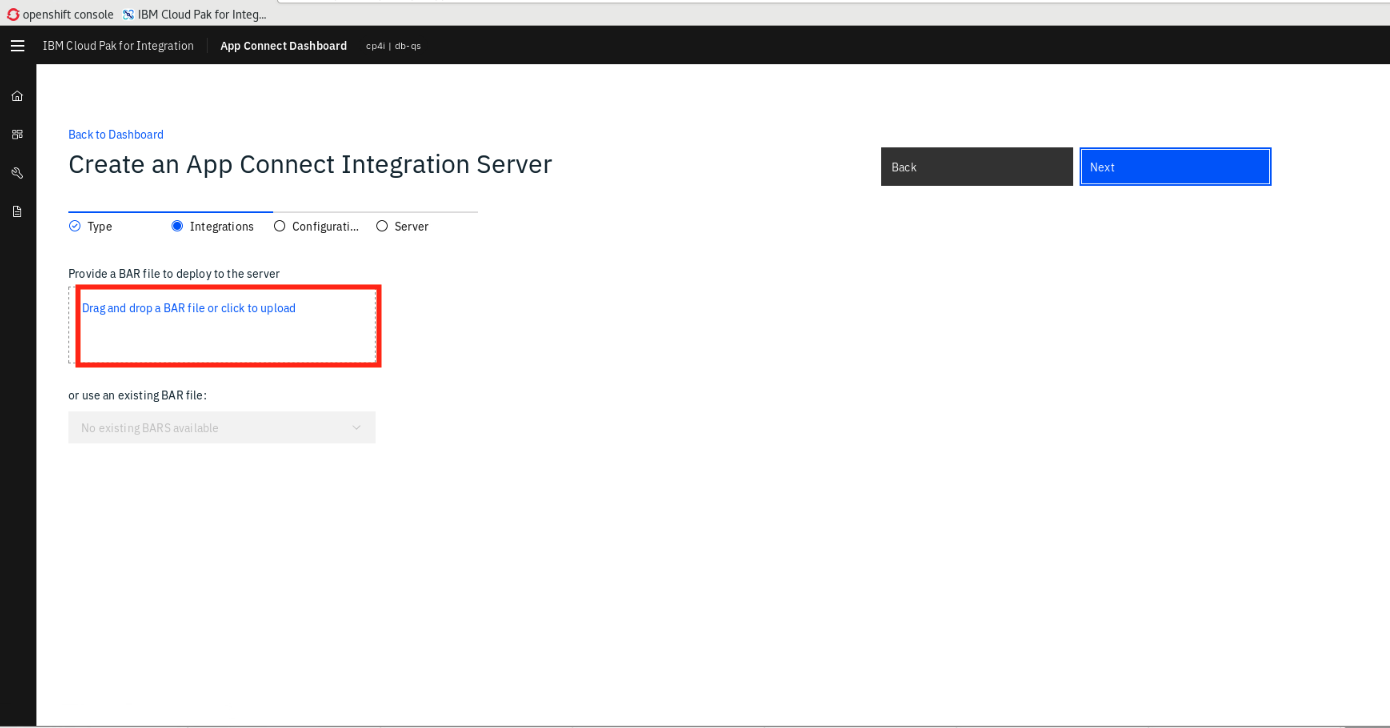 openshift console IBM Cloud Pak for Integ...
IBM Cloud Pak for Integration App Connect Dashboard cp4i | db-qs
Back to Dashboard
Create an App Connect Integration Server
Back Next
Type Integrations Configurati... Server
Provide a BAR file to deploy to the server
Drag and drop a BAR file or click to upload
or use an existing BAR file:
No existing BARS available